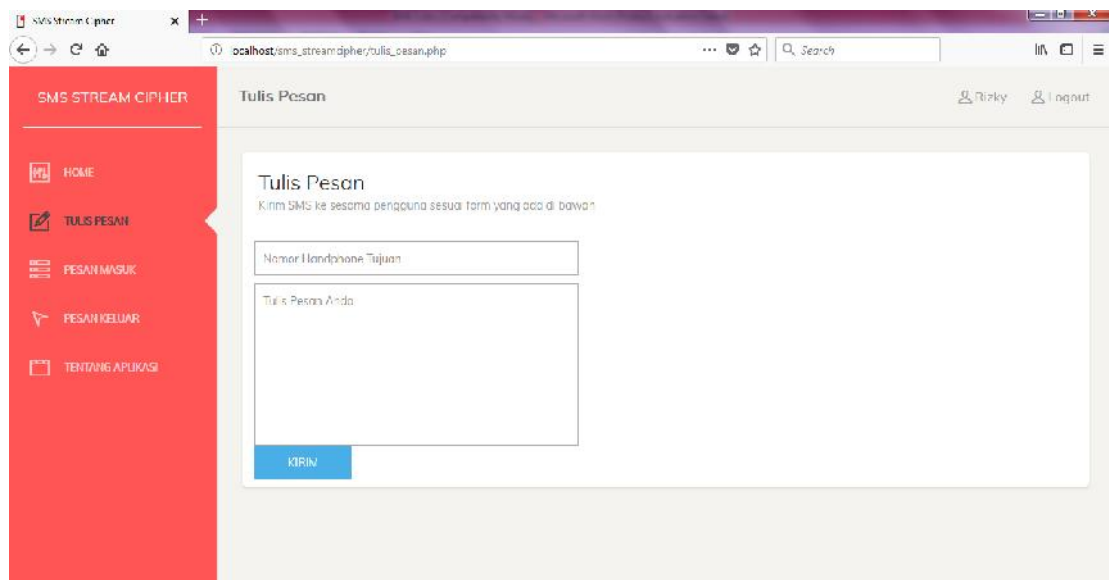 SMS Stream Cipher
localhost/sms_streamcipher/tulis_pesan.php
Search
SMS STREAM CIPHER
Tulis Pesan
Rizky
Logout
HOME
TULIS PESAN
PESAN MASUK
PESAN KELUAR
TENTANG APLIKASI
Tulis Pesan
Kirim SMS ke sesama pengguna sesuai form yang ada di bawah
Nomor Handphone Tujuan
Tulis Pesan Anda
KIRIM